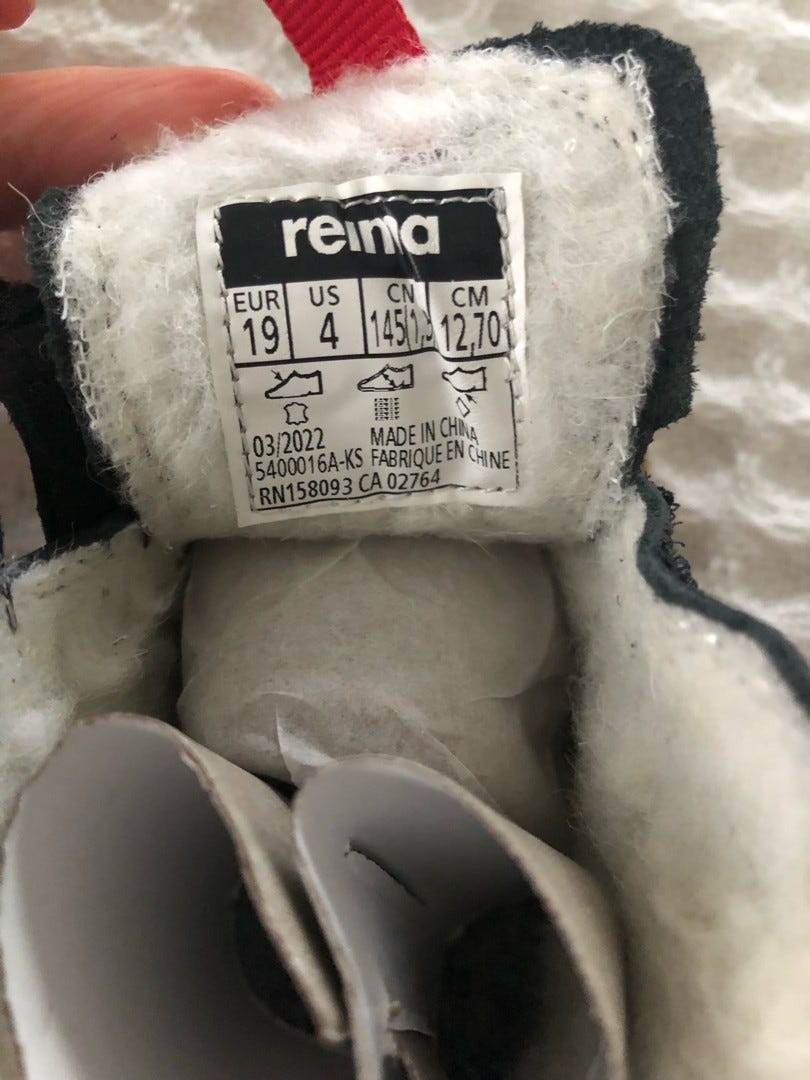 reima
EUR US CN CM
19 4 145(1, 12,70
03/2022 MADE IN CHINA
5400016A-KS FABRIQUE EN CHINE
RN158093 CA 02764